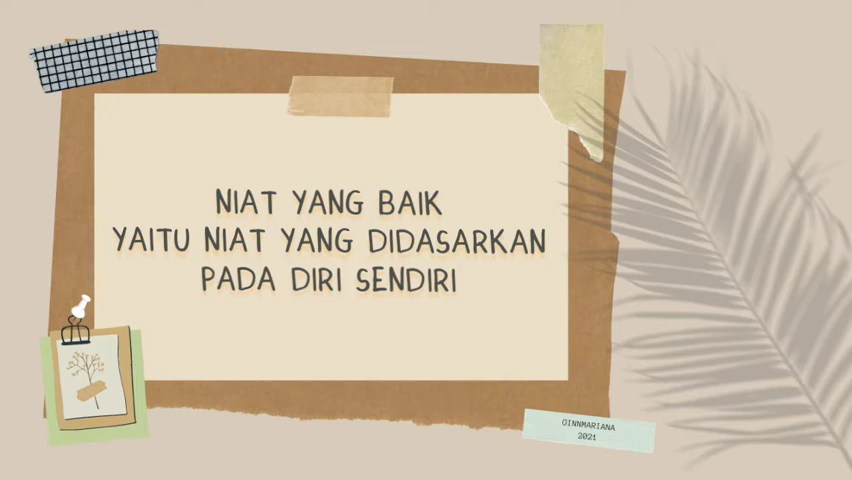 NIAT YANG BAIK
YAITU NIAT YANG DIDASARKAN
PADA DIRI SENDIRI
GINNMARIANA
2021